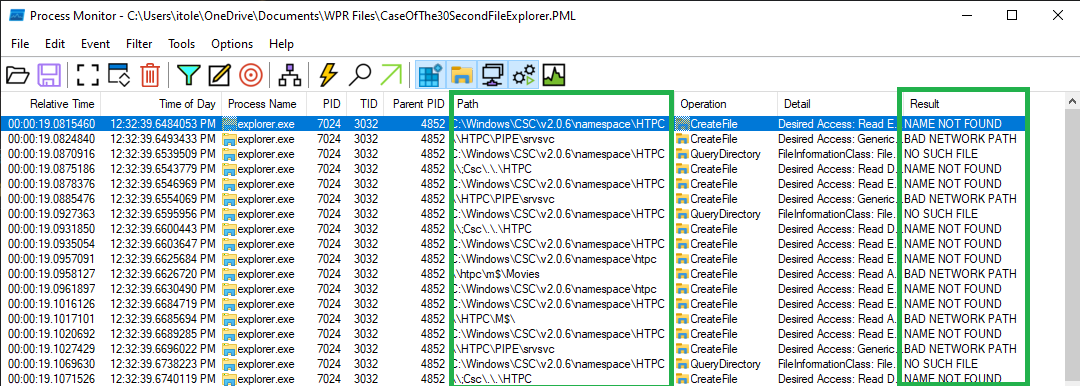 Process Monitor - C:\Users\itole\OneDrive\Documents\WPR Files\CaseOfThe30SecondFileExplorer.PML
File Edit Event Filter Tools Options Help
Relative Time Time of Day Process Name PID TID Parent PID Path Operation Detail Result
00:00:19.0815460 12:32:39.6484053 PM explorer.exe 7024 3032 4852 C:\Windows\CSC\v2.0.6\namespace\HTPC CreateFile Desired Access: Read E... NAME NOT FOUND
00:00:19.0824840 12:32:39.6493433 PM explorer.exe 7024 3032 4852 \\HTPC\PIPE\srvsvc CreateFile Desired Access: Generic... BAD NETWORK PATH
00:00:19.0870916 12:32:39.6539509 PM explorer.exe 7024 3032 4852 C:\Windows\CSC\v2.0.6\namespace\HTPC QueryDirectory FileInformationClass: File... NO SUCH FILE
00:00:19.0875186 12:32:39.6543779 PM explorer.exe 7024 3032 4852 \\;Csc\.\.\HTPC CreateFile Desired Access: Read D... NAME NOT FOUND
00:00:19.0878376 12:32:39.6546969 PM explorer.exe 7024 3032 4852 C:\Windows\CSC\v2.0.6\namespace\HTPC CreateFile Desired Access: Read E... NAME NOT FOUND
00:00:19.0885476 12:32:39.6554069 PM explorer.exe 7024 3032 4852 \\HTPC\PIPE\srvsvc CreateFile Desired Access: Generic... BAD NETWORK PATH
00:00:19.0927363 12:32:39.6595956 PM explorer.exe 7024 3032 4852 C:\Windows\CSC\v2.0.6\namespace\HTPC QueryDirectory FileInformationClass: File... NO SUCH FILE
00:00:19.0931850 12:32:39.6600443 PM explorer.exe 7024 3032 4852 \\;Csc\.\.\HTPC CreateFile Desired Access: Read D... NAME NOT FOUND
00:00:19.0935054 12:32:39.6603647 PM explorer.exe 7024 3032 4852 C:\Windows\CSC\v2.0.6\namespace\HTPC CreateFile Desired Access: Read E... NAME NOT FOUND
00:00:19.0957091 12:32:39.6625684 PM explorer.exe 7024 3032 4852 C:\Windows\CSC\v2.0.6\namespace\htpc CreateFile Desired Access: Read E... NAME NOT FOUND
00:00:19.0958127 12:32:39.6626720 PM explorer.exe 7024 3032 4852 \\htpc\m$\Movies CreateFile Desired Access: Read A... BAD NETWORK PATH
00:00:19.0961897 12:32:39.6630490 PM explorer.exe 7024 3032 4852 C:\Windows\CSC\v2.0.6\namespace\htpc CreateFile Desired Access: Read E... NAME NOT FOUND
00:00:19.1016126 12:32:39.6684719 PM explorer.exe 7024 3032 4852 C:\Windows\CSC\v2.0.6\namespace\HTPC CreateFile Desired Access: Read E... NAME NOT FOUND
00:00:19.1017101 12:32:39.6685694 PM explorer.exe 7024 3032 4852 \\HTPC\M$\ CreateFile Desired Access: Read A... BAD NETWORK PATH
00:00:19.1020692 12:32:39.6689285 PM explorer.exe 7024 3032 4852 C:\Windows\CSC\v2.0.6\namespace\HTPC CreateFile Desired Access: Read E... NAME NOT FOUND
00:00:19.1027429 12:32:39.6696022 PM explorer.exe 7024 3032 4852 \\HTPC\PIPE\srvsvc CreateFile Desired Access: Generic... BAD NETWORK PATH
00:00:19.1069630 12:32:39.6738223 PM explorer.exe 7024 3032 4852 C:\Windows\CSC\v2.0.6\namespace\HTPC QueryDirectory FileInformationClass: File... NO SUCH FILE
00:00:19.1071526 12:32:39.6740119 PM explorer.exe 7024 3032 4852 \\;Csc\.\.\HTPC CreateFile Desired Access: Read D... NAME NOT FOUND